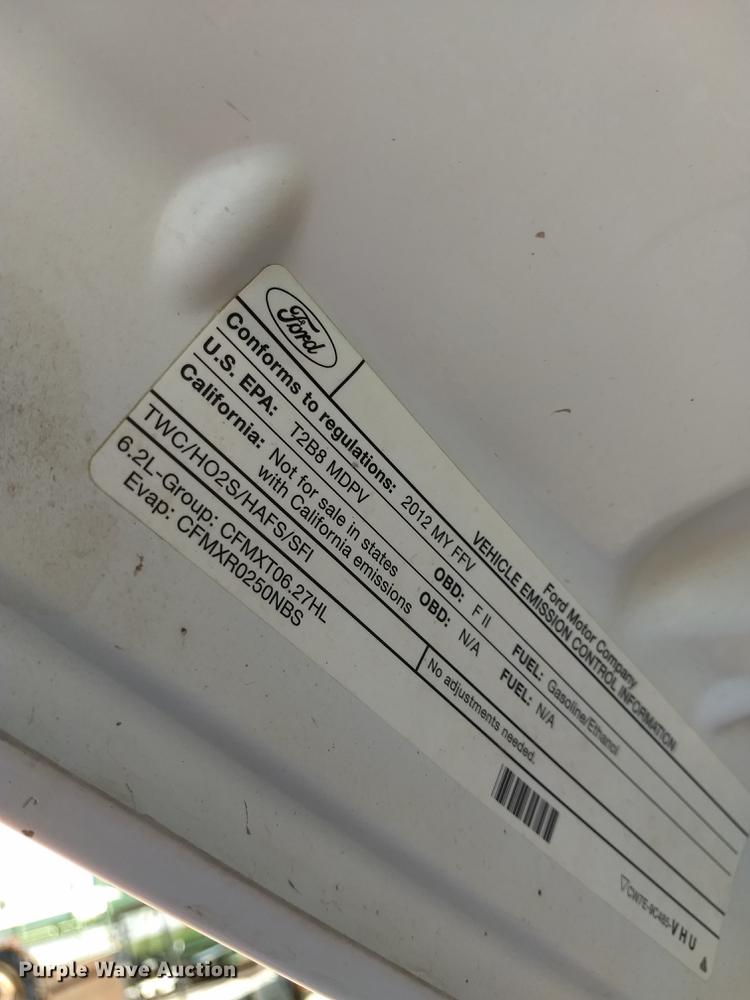 Ford
Ford Motor Company
VEHICLE EMISSION CONTROL INFORMATION
Conforms to regulations: 2012 MY FFV
U.S. EPA: T2B8 MDPV OBD: F II FUEL: Gasoline/Ethanol
California: Not for sale in states OBD: N/A FUEL: N/A
with California emissions
TWC/HO2S/HAFS/SFI
No adjustments needed.
6.2L-Group: CFMXT06.27HL
Evap: CFMXR0250NBS
CW7E-9C485-VHU
Purple Wave Auction